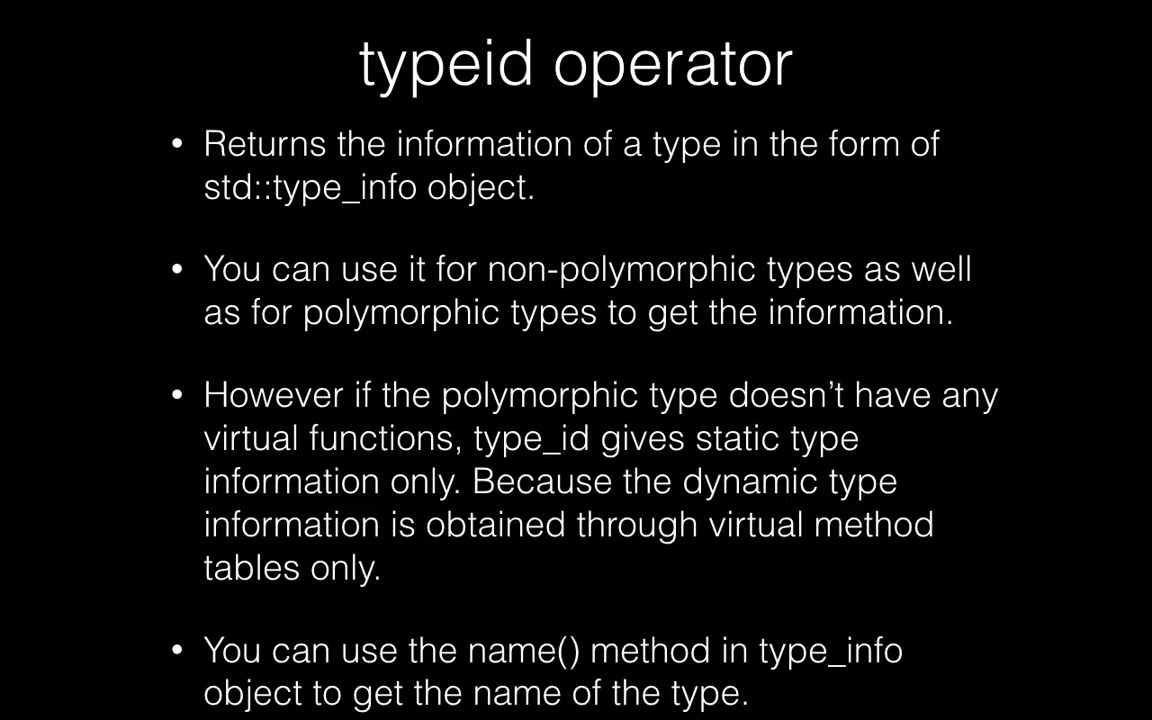 typeid operator
• Returns the information of a type in the form of
std::type_info object.
• You can use it for non-polymorphic types as well
as for polymorphic types to get the information.
• However if the polymorphic type doesn’t have any
virtual functions, type_id gives static type
information only. Because the dynamic type
information is obtained through virtual method
tables only.
• You can use the name() method in type_info
object to get the name of the type.